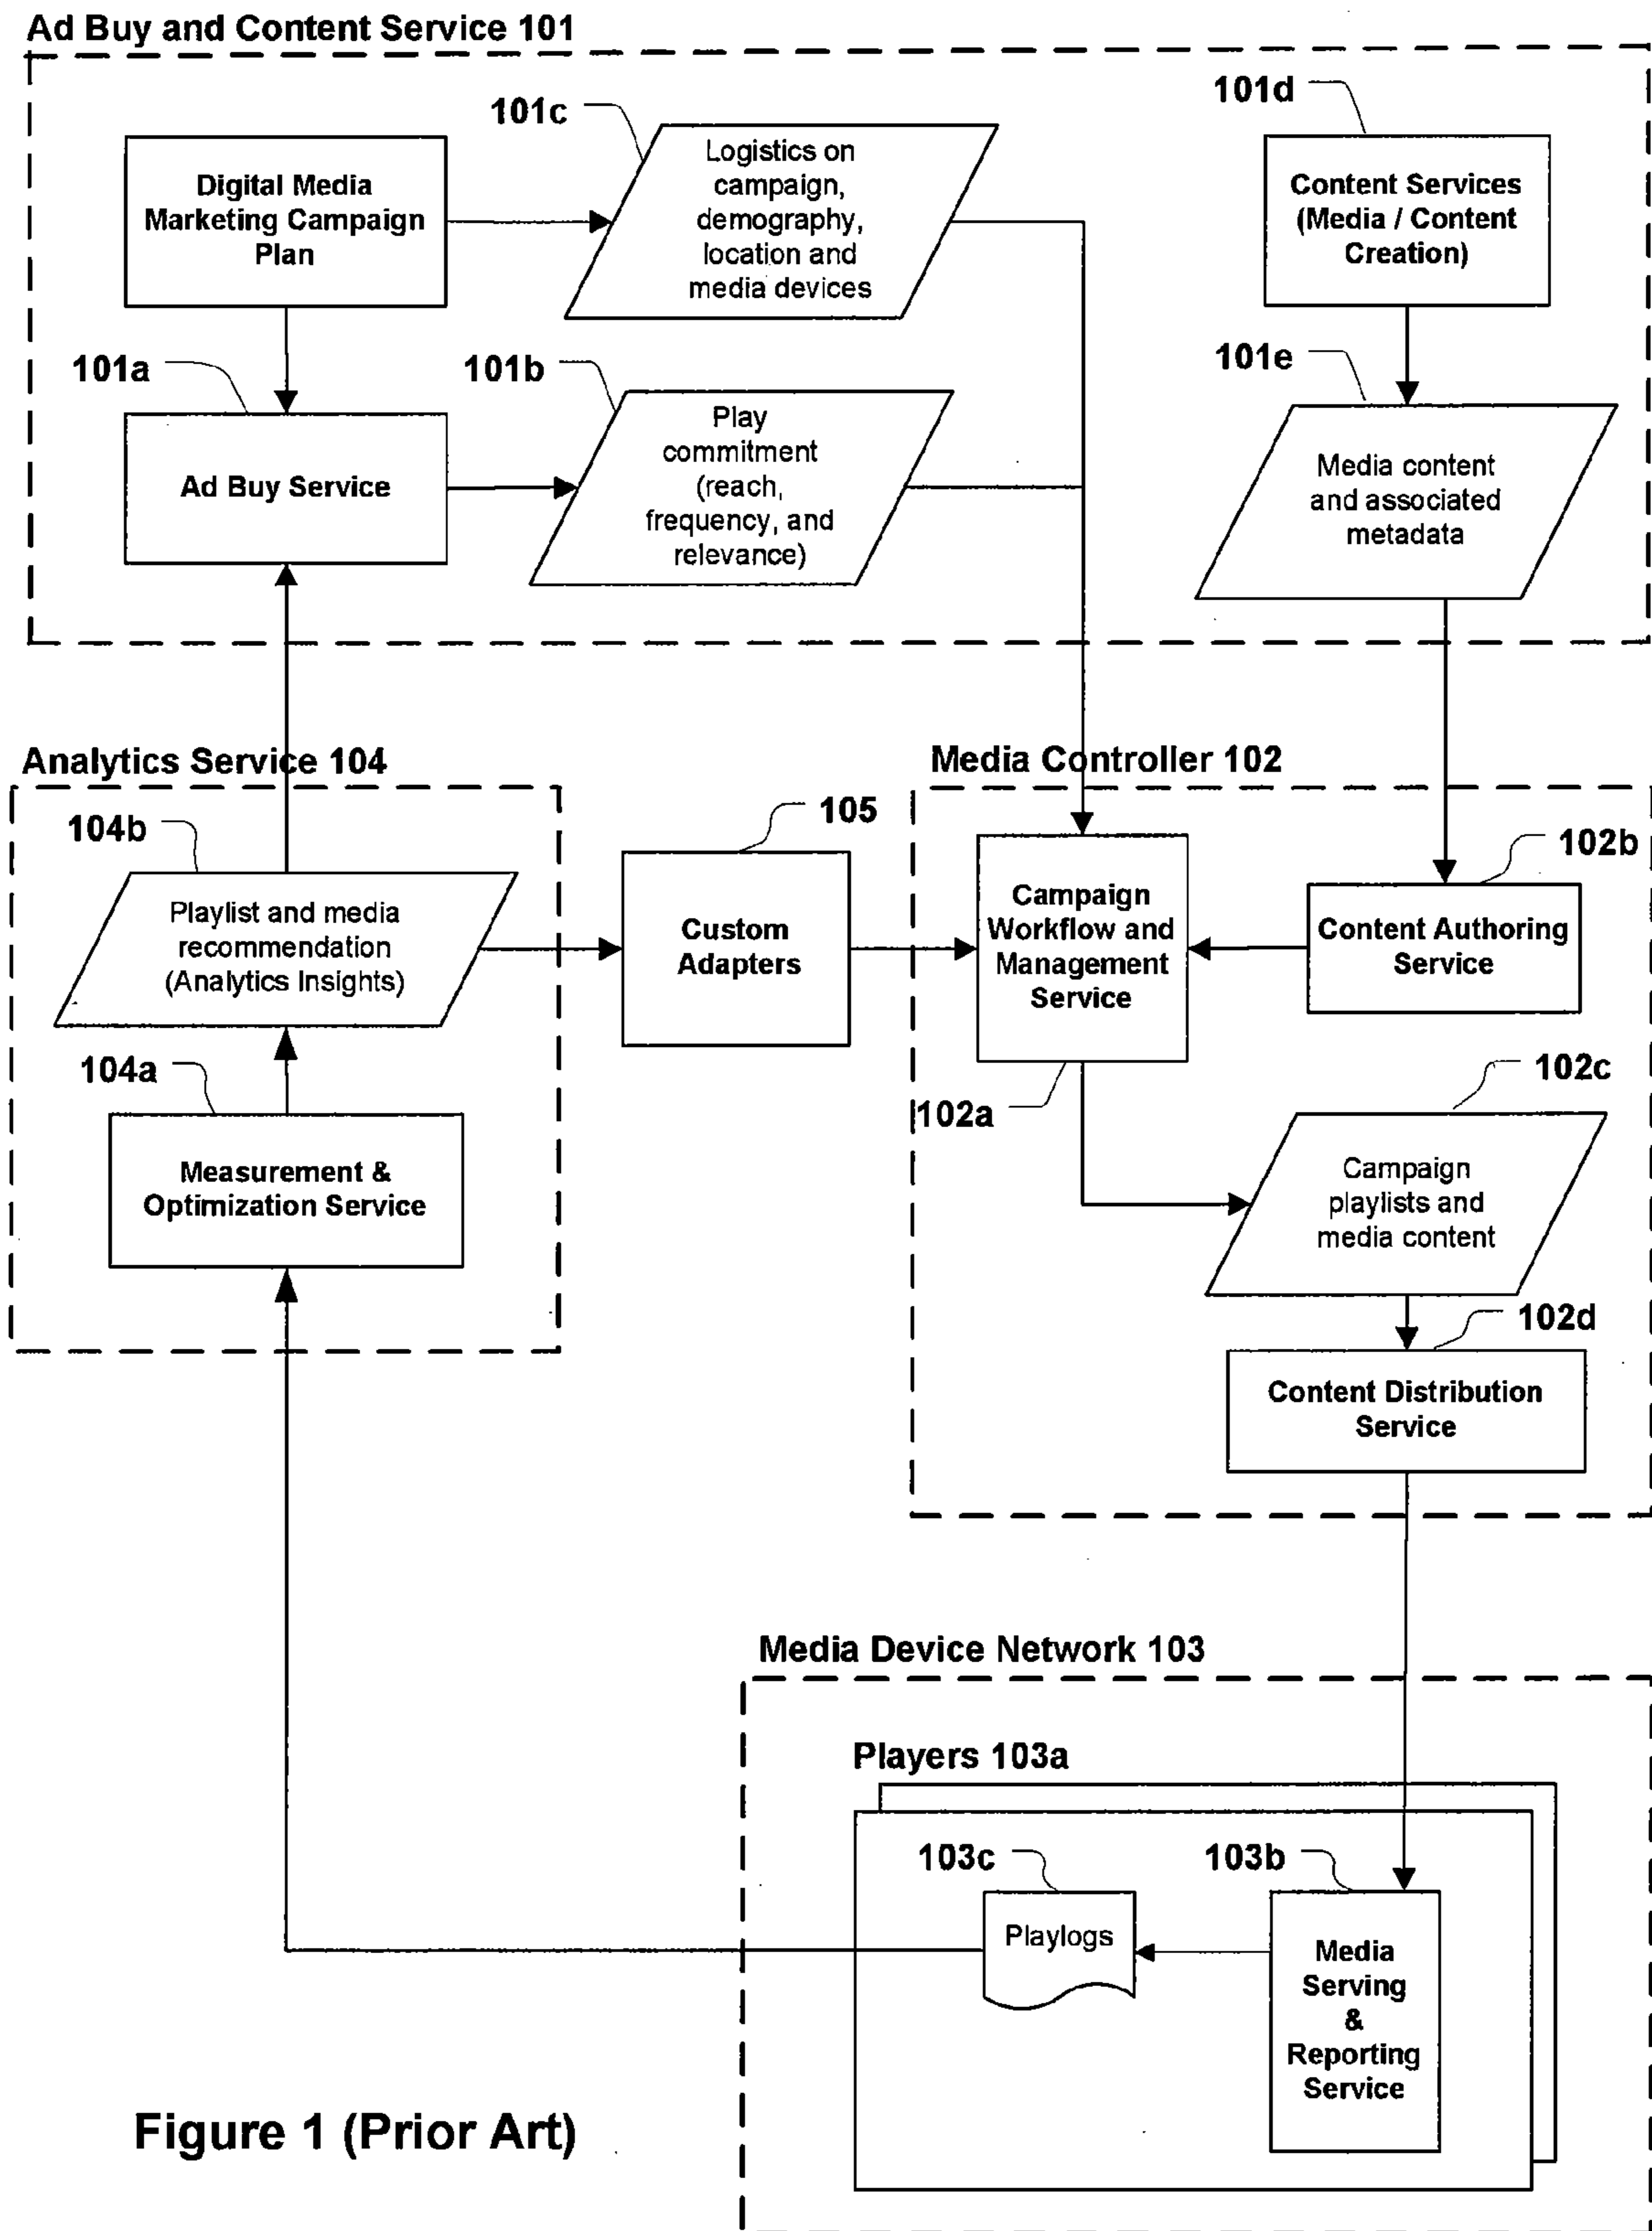 Ad Buy and Content Service 101
101c
101d
Digital Media
Marketing Campaign
Plan
Logistics on
campaign,
demography,
location and
media devices
Content Services
(Media / Content
Creation)
101a
101b
101e
Ad Buy Service
Play
commitment
(reach,
frequency, and
relevance)
Media content
and associated
metadata
Analytics Service 104
Media Controller 102
104b
105
102b
Playlist and media
recommendation
(Analytics Insights)
Custom
Adapters
Campaign
Workflow and
Management
Service
Content Authoring
Service
104a
102a
102c
Measurement &
Optimization Service
Campaign
playlists and
media content
102d
Content Distribution
Service
Media Device Network 103
Players 103a
103c
103b
Playlogs
Media
Serving
&
Reporting
Service
Figure 1 (Prior Art)